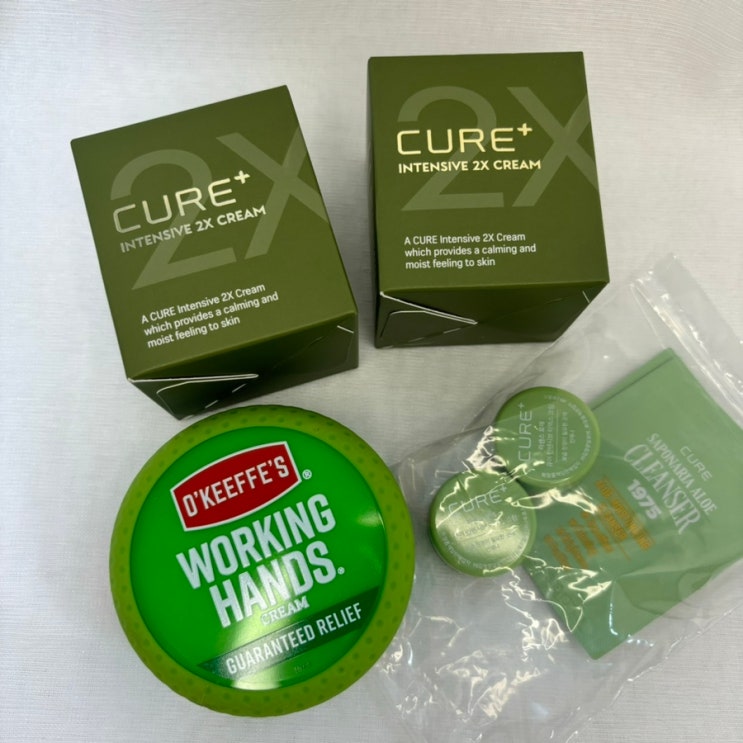 2X
CURE+
INTENSIVE 2X CREAM
A CURE Intensive 2X Cream
which provides a calming and
moist feeling to skin
2X
CURE+
INTENSIVE 2X CREAM
A CURE Intensive 2X Cream
which provides a calming and
moist feeling to skin
O'KEEFFE'S®
WORKING
HANDS®
CREAM
GUARANTEED RELIEF
CURE+
CURE+
CURE
SAPONARIA ALOE
CLEANSER
1975